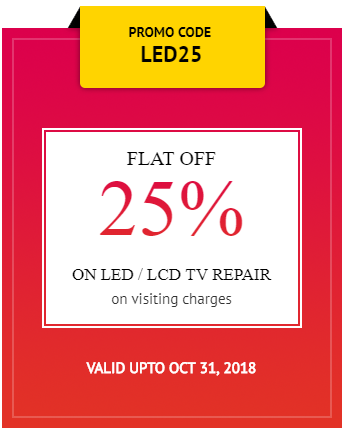 PROMO CODE
LED25
FLAT OFF
25%
ON LED / LCD TV REPAIR
on visiting charges
VALID UPTO OCT 31, 2018